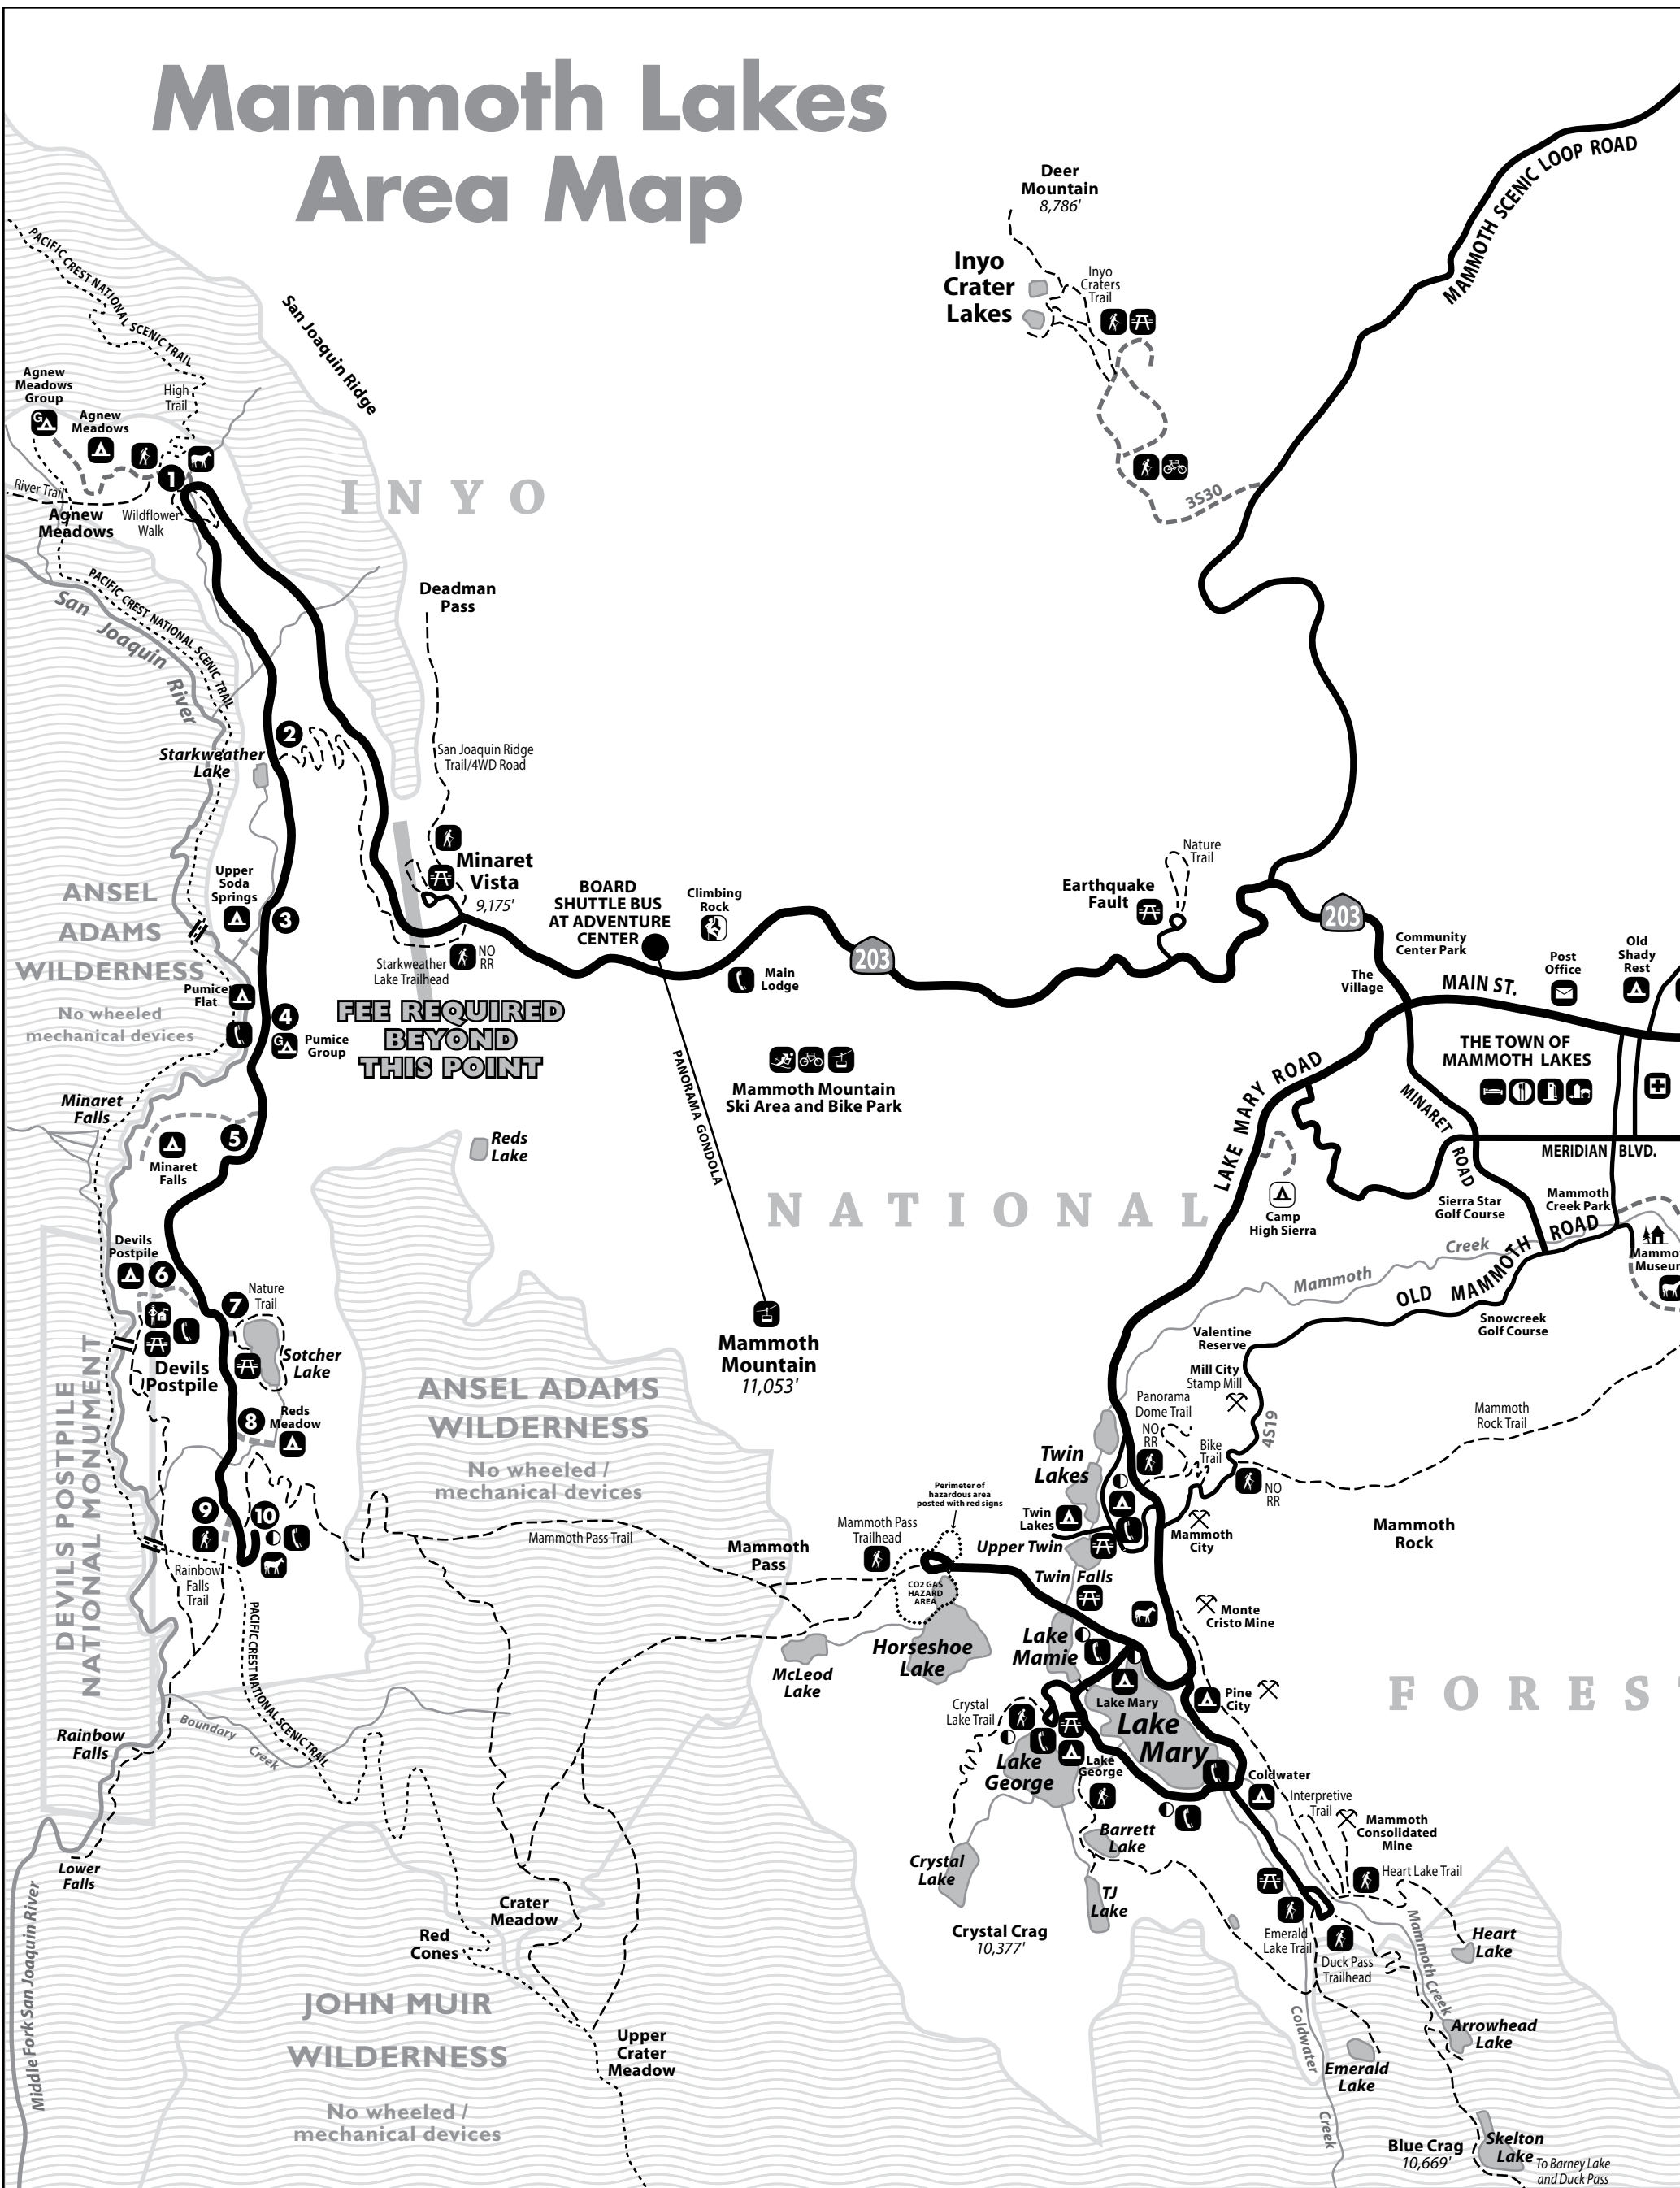 Mammoth Lakes
Area Map
Deer
Mountain
8,786'
MAMMOTH SCENIC LOOP ROAD
Inyo
Crater
Lakes
Inyo
Craters
Trail
PACIFIC CREST NATIONAL SCENIC TRAIL
San Joaquin Ridge
Agnew
Meadows
Group
G
Agnew
Meadows
High
Trail
1
River Trail
Agnew
Meadows
Wildflower
Walk
INYO
3S30
PACIFIC CREST NATIONAL SCENIC TRAIL
San Joaquin River
Deadman
Pass
2
Starkweather
Lake
San Joaquin Ridge
Trail/4WD Road
Minaret
Vista
9,175'
Upper
Soda
Springs
3
ANSEL
ADAMS
WILDERNESS
No wheeled
mechanical devices
Starkweather
Lake Trailhead
NO
RR
BOARD
SHUTTLE BUS
AT ADVENTURE
CENTER
Climbing
Rock
Main
Lodge
203
Nature
Trail
Earthquake
Fault
203
Community
Center Park
The
Village
MAIN ST.
Post
Office
Old
Shady
Rest
Pumice
Flat
4
G
Pumice
Group
FEE REQUIRED
BEYOND
THIS POINT
PANORAMA GONDOLA
Mammoth Mountain
Ski Area and Bike Park
THE TOWN OF
MAMMOTH LAKES
LAKE MARY ROAD
MINARET ROAD
MERIDIAN BLVD.
Minaret
Falls
5
Minaret
Falls
Reds
Lake
NATIONAL
Camp
High Sierra
Sierra Star
Golf Course
Mammoth
Creek Park
OLD MAMMOTH ROAD
Mammoth Creek
Snowcreek
Golf Course
Devils
Postpile
6
7
Nature
Trail
Sotcher
Lake
Devils
Postpile
DEVILS POSTPILE
NATIONAL MONUMENT
8
Reds
Meadow
Mammoth
Mountain
11,053'
ANSEL ADAMS
WILDERNESS
No wheeled /
mechanical devices
Valentine
Reserve
Mill City
Stamp Mill
Panorama
Dome Trail
NO
RR
Bike
Trail
4S19
NO
RR
Mammoth
Rock Trail
Mammoth
Rock
Twin
Lakes
Twin
Lakes
Upper Twin
Mammoth
City
9
10
Rainbow
Falls
Trail
Mammoth Pass Trail
Mammoth
Pass
Mammoth Pass
Trailhead
Perimeter of
hazardous area
posted with red signs
CO2 GAS
HAZARD
AREA
Twin Falls
Monte
Cristo Mine
Horseshoe
Lake
McLeod
Lake
Lake
Mamie
Pine
City
Lake Mary
Lake
Mary
Crystal
Lake Trail
Lake
George
Lake
George
FOREST
PACIFIC CREST NATIONAL SCENIC TRAIL
Boundary Creek
Rainbow
Falls
Lower
Falls
Middle Fork San Joaquin River
Coldwater
Interpretive
Trail
Mammoth
Consolidated
Mine
Barrett
Lake
Crystal
Lake
TJ
Lake
Crystal Crag
10,377'
Heart Lake Trail
Emerald
Lake Trail
Duck Pass
Trailhead
Mammoth Creek
Heart
Lake
Arrowhead
Lake
Emerald
Lake
Coldwater Creek
Crater
Meadow
Red
Cones
Upper
Crater
Meadow
JOHN MUIR
WILDERNESS
No wheeled /
mechanical devices
Blue Crag
10,669'
Skelton
Lake
To Barney Lake
and Duck Pass